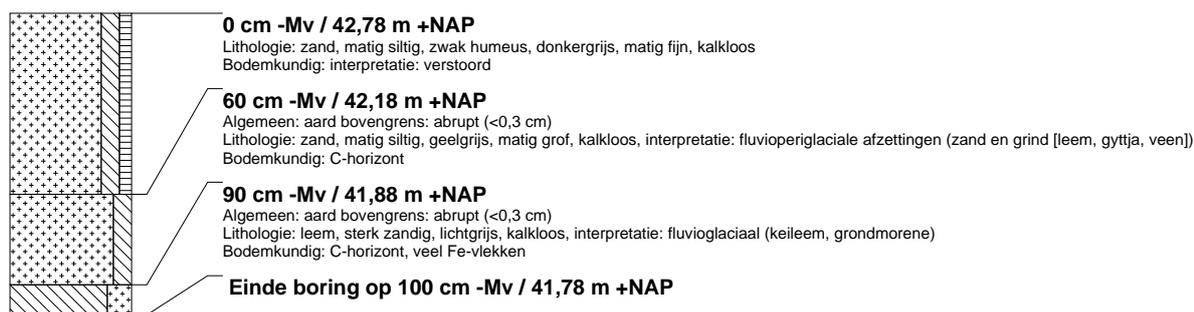 0 cm -Mv / 42,78 m +NAP
Lithologie: zand, matig siltig, zwak humeus, donkergrijs, matig fijn, kalkloos
Bodemkundig: interpretatie: verstoord
60 cm -Mv / 42,18 m +NAP
Algemeen: aard bovengrens: abrupt (<0,3 cm)
Lithologie: zand, matig siltig, geelgrijs, matig grof, kalkloos, interpretatie: fluvioperiglaciale afzettingen (zand en grind [leem, gyttja, veen])
Bodemkundig: C-horizont
90 cm -Mv / 41,88 m +NAP
Algemeen: aard bovengrens: abrupt (<0,3 cm)
Lithologie: leem, sterk zandig, lichtgrijs, kalkloos, interpretatie: fluvioglaciaal (keileem, grondmorene)
Bodemkundig: C-horizont, veel Fe-vlekken
Einde boring op 100 cm -Mv / 41,78 m +NAP